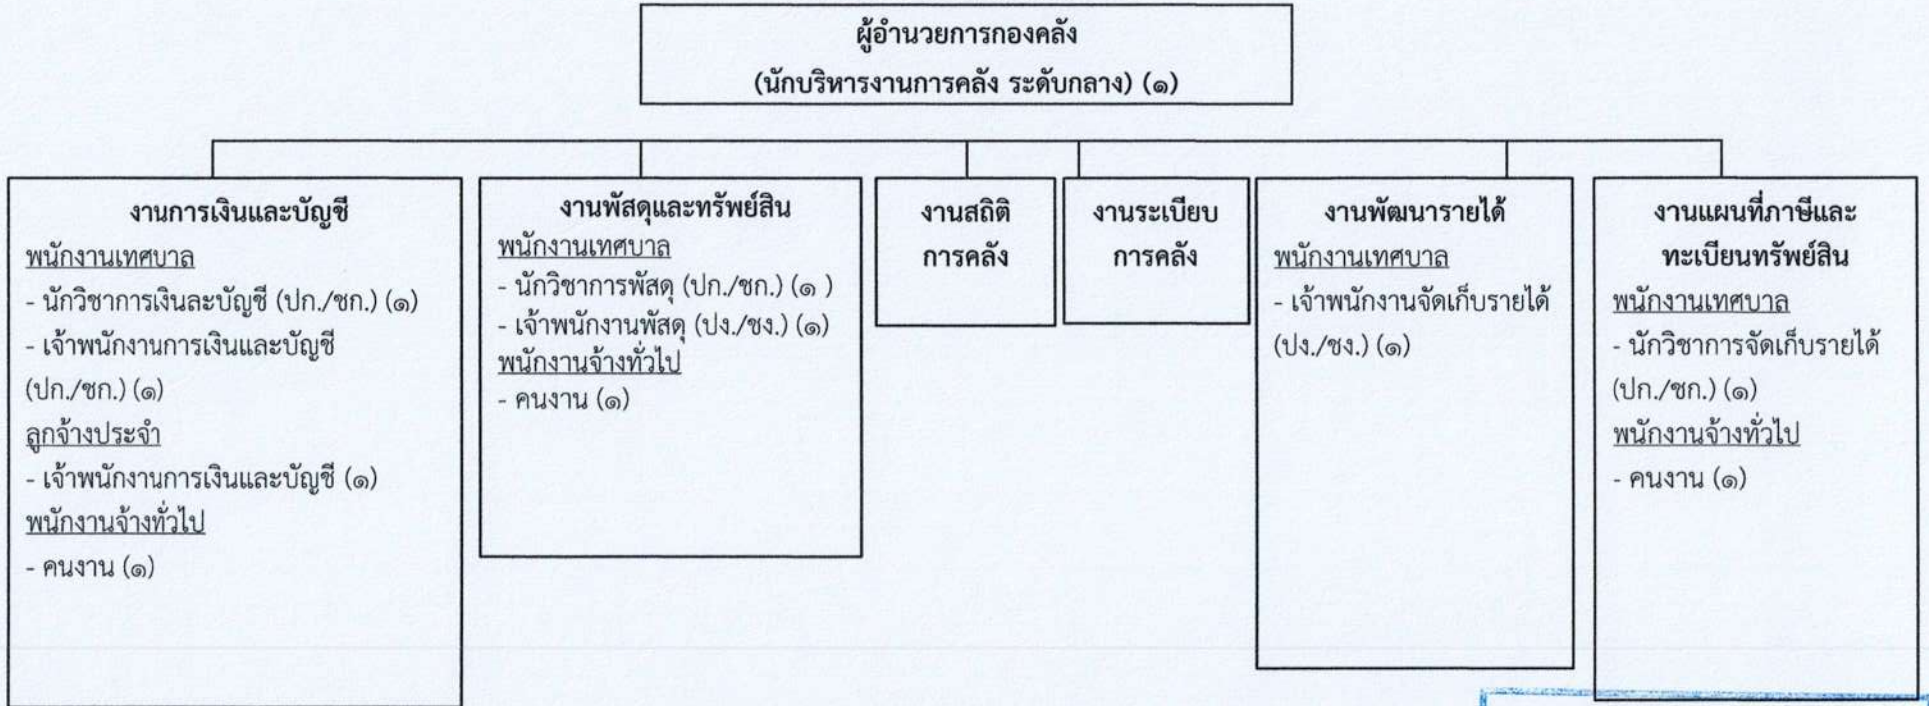 ผู้อำนวยการกองคลัง
(นักบริหารงานการคลัง ระดับกลาง) (๑)
งานการเงินและบัญชี
พนักงานเทศบาล
- นักวิชาการเงินละบัญชี (ปก./ชก.) (๑)
- เจ้าพนักงานการเงินและบัญชี
(ปก./ชก.) (๑)
ลูกจ้างประจำ
- เจ้าพนักงานการเงินและบัญชี (๑)
พนักงานจ้างทั่วไป
- คนงาน (๑)
งานพัสดุและทรัพย์สิน
พนักงานเทศบาล
- นักวิชาการพัสดุ (ปก./ชก.) (๑ )
- เจ้าพนักงานพัสดุ (ปง./ชง.) (๑)
พนักงานจ้างทั่วไป
- คนงาน (๑)
งานสถิติ
การคลัง
งานระเบียบ
การคลัง
งานพัฒนารายได้
พนักงานเทศบาล
- เจ้าพนักงานจัดเก็บรายได้
(ปง./ชง.) (๑)
งานแผนที่ภาษีและ
ทะเบียนทรัพย์สิน
พนักงานเทศบาล
- นักวิชาการจัดเก็บรายได้
(ปก./ชก.) (๑)
พนักงานจ้างทั่วไป
- คนงาน (๑)